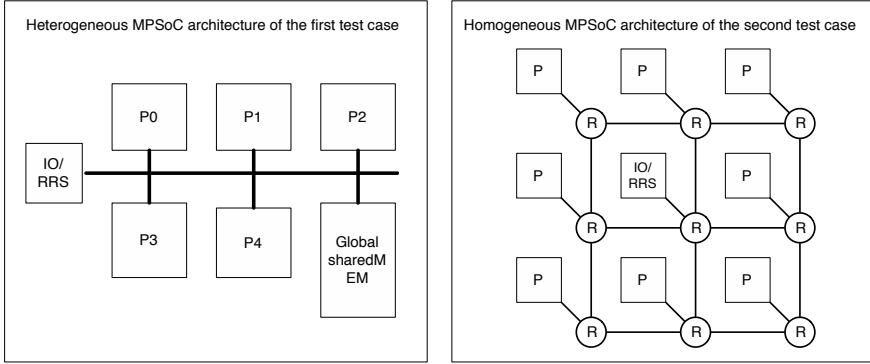 Heterogeneous MPSoC architecture of the first test case
P0
P1
P2
IO/
RRS
P3
P4
Global
sharedM
EM
Homogeneous MPSoC architecture of the second test case
P
P
P
R
R
R
P
IO/
RRS
P
R
R
R
P
P
P
R
R
R